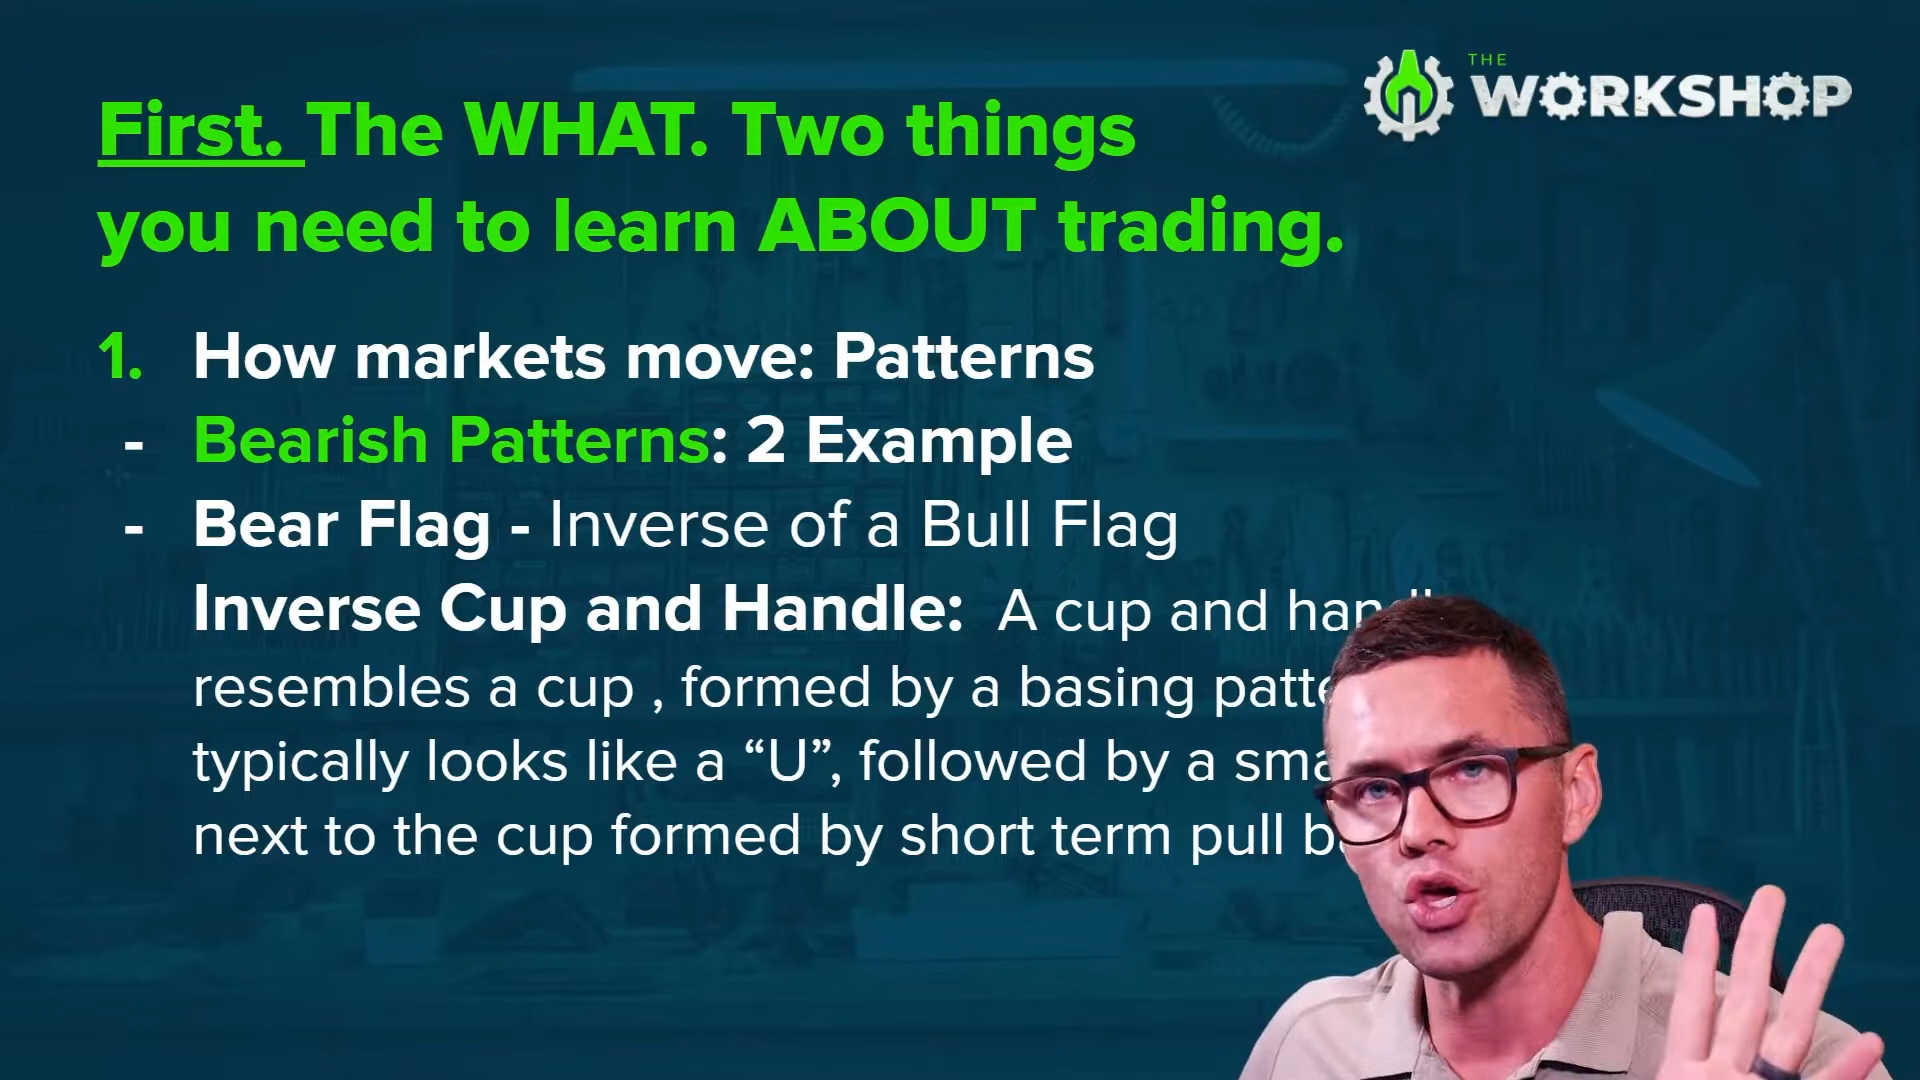 THE
WORKSHOP
First. The WHAT. Two things
you need to learn ABOUT trading.
1. How markets move: Patterns
- Bearish Patterns: 2 Example
- Bear Flag - Inverse of a Bull Flag
Inverse Cup and Handle: A cup and
resembles a cup , formed by a basing
typically looks like a “U”, followed by a
next to the cup formed by short term pull